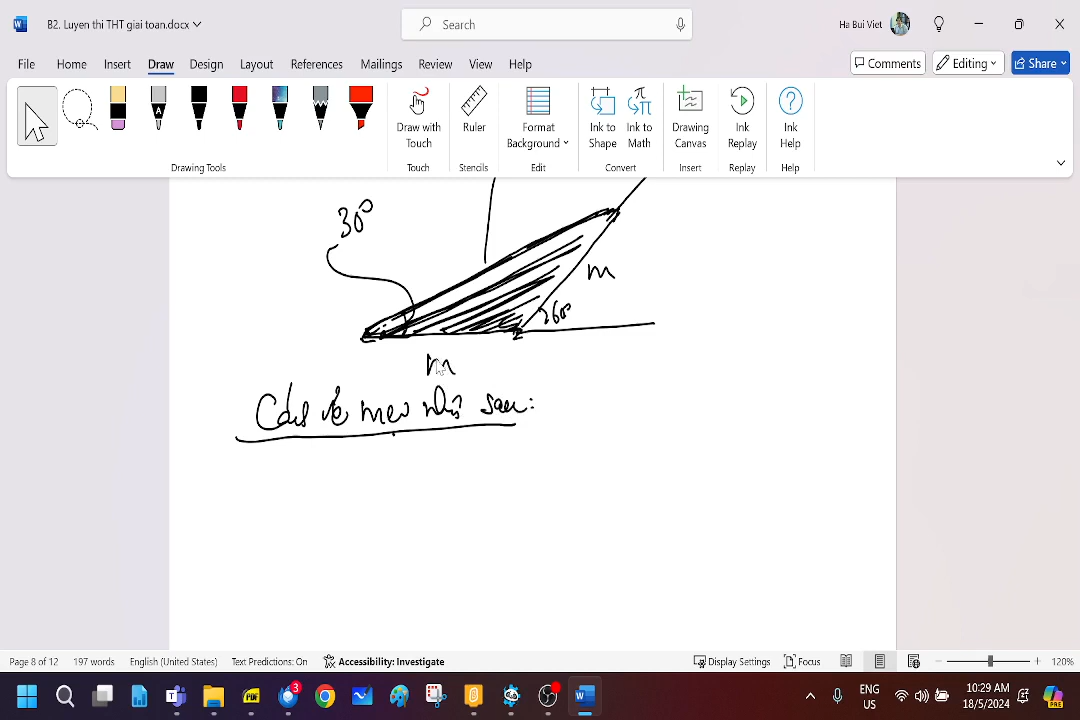 B2. Luyen thi THT giai toan.docx
Search
Ha Bui Viet
File Home Insert Draw Design Layout References Mailings Review View Help
Comments Editing Share
Draw with Touch
Ruler
Format Background
Ink to Shape
Ink to Math
Drawing Canvas
Ink Replay
Ink Help
Drawing Tools Touch Stencils Edit Convert Insert Replay Help
30°
m
60°
m
Cách vẽ mẹo như sau:
Page 8 of 12 197 words English (United States) Text Predictions: On Accessibility: Investigate Display Settings Focus 120%
3
ENG
US
10:29 AM
18/5/2024
PRE